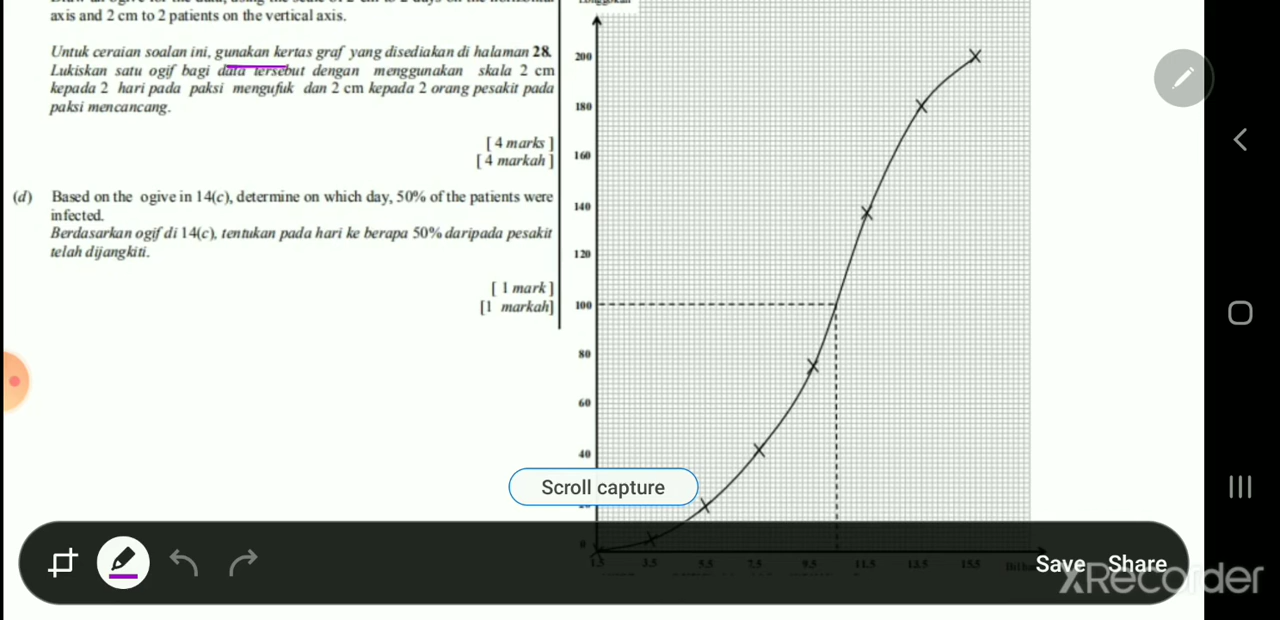 axis and 2 cm to 2 patients on the vertical axis.
Untuk ceraian soalan ini, gunakan kertas graf yang disediakan di halaman 28.
Lukiskan satu ogif bagi data tersebut dengan menggunakan skala 2 cm
kepada 2 hari pada paksi mengufuk dan 2 cm kepada 2 orang pesakit pada
paksi mencancang.
[ 4 marks ]
[ 4 markah ]
(d) Based on the ogive in 14(c), determine on which day, 50% of the patients were
infected.
Berdasarkan ogif di 14(c), tentukan pada hari ke berapa 50% daripada pesakit
telah dijangkiti.
[ 1 mark ]
[1 markah]
200
180
160
140
120
100
80
60
40
0
1.5 3.5 5.5 7.5 9.5 11.5 13.5 15.5
Scroll capture
Save Share
XRecorder